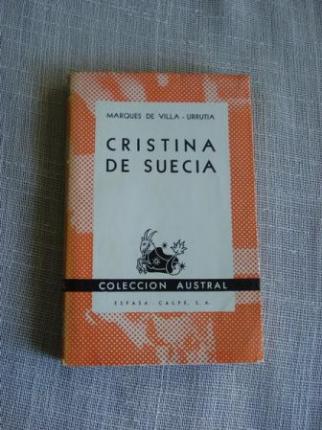 MARQUES DE VILLA - URRUTIA
CRISTINA
DE SUECIA
COLECCION AUSTRAL
ESPASA - CALPE, S. A.